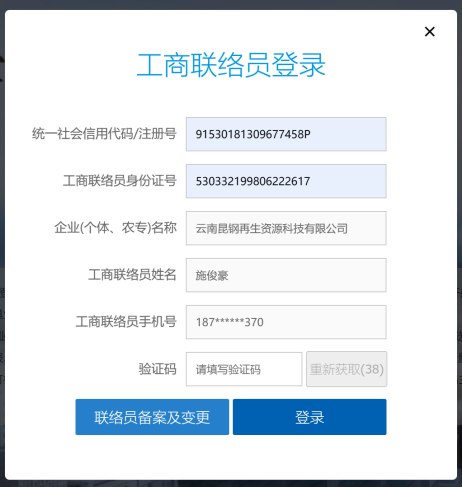 工商联络员登录
统一社会信用代码/注册号 91530181309677458P
工商联络员身份证号 530332199806222617
企业(个体、农专)名称 云南昆钢再生资源科技有限公司
工商联络员姓名 施俊豪
工商联络员手机号 187******370
验证码 请填写验证码 重新获取(38)
联络员备案及变更 登录